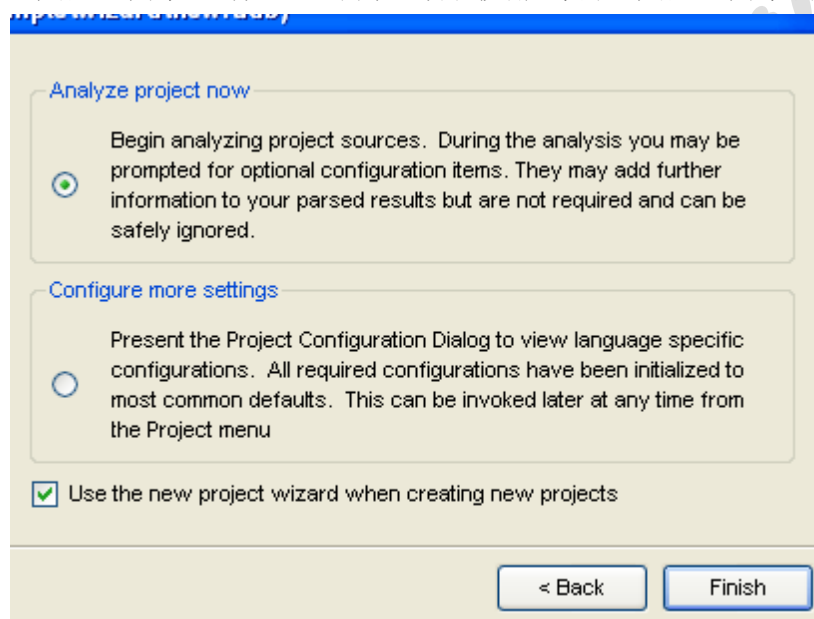 Analyze project now
Begin analyzing project sources.  During the analysis you may be
prompted for optional configuration items. They may add further
information to your parsed results but are not required and can be
safely ignored.
Configure more settings
Present the Project Configuration Dialog to view language specific
configurations.  All required configurations have been initialized to
most common defaults.  This can be invoked later at any time from
the Project menu
Use the new project wizard when creating new projects
< Back
Finish